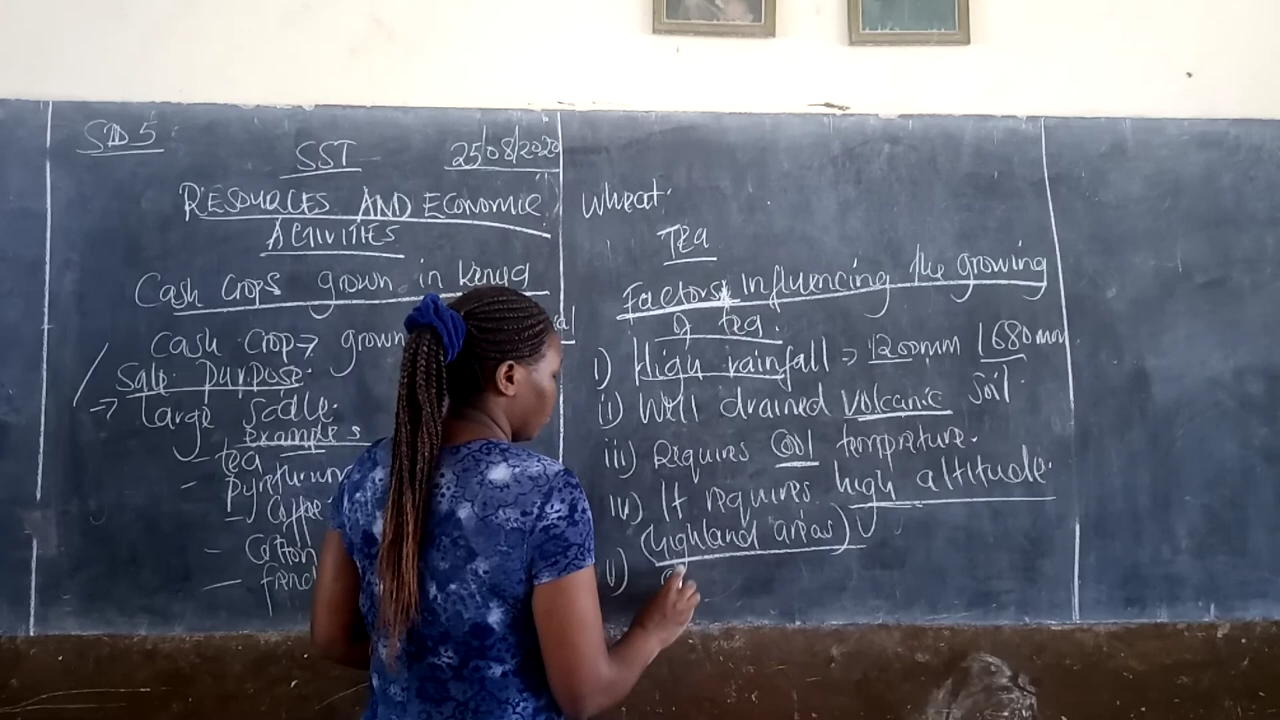 STD 5
SST 25/08/2020
RESOURCES AND ECONOMIC
ACTIVITIES
Cash crops grown in Kenya
Cash crop → grown
Sale purpose.
→ large scale.
examples
- tea
- Pyrethrum
- Coffee
- Cotton
Wheat
TEA
Factors influencing the growing
of tea.
i) High rainfall → 1200mm 1680mm
ii) Well drained volcanic soil.
iii) Requires cool tempreture.
iv) It requires high altitude.
(highland areas)
v)